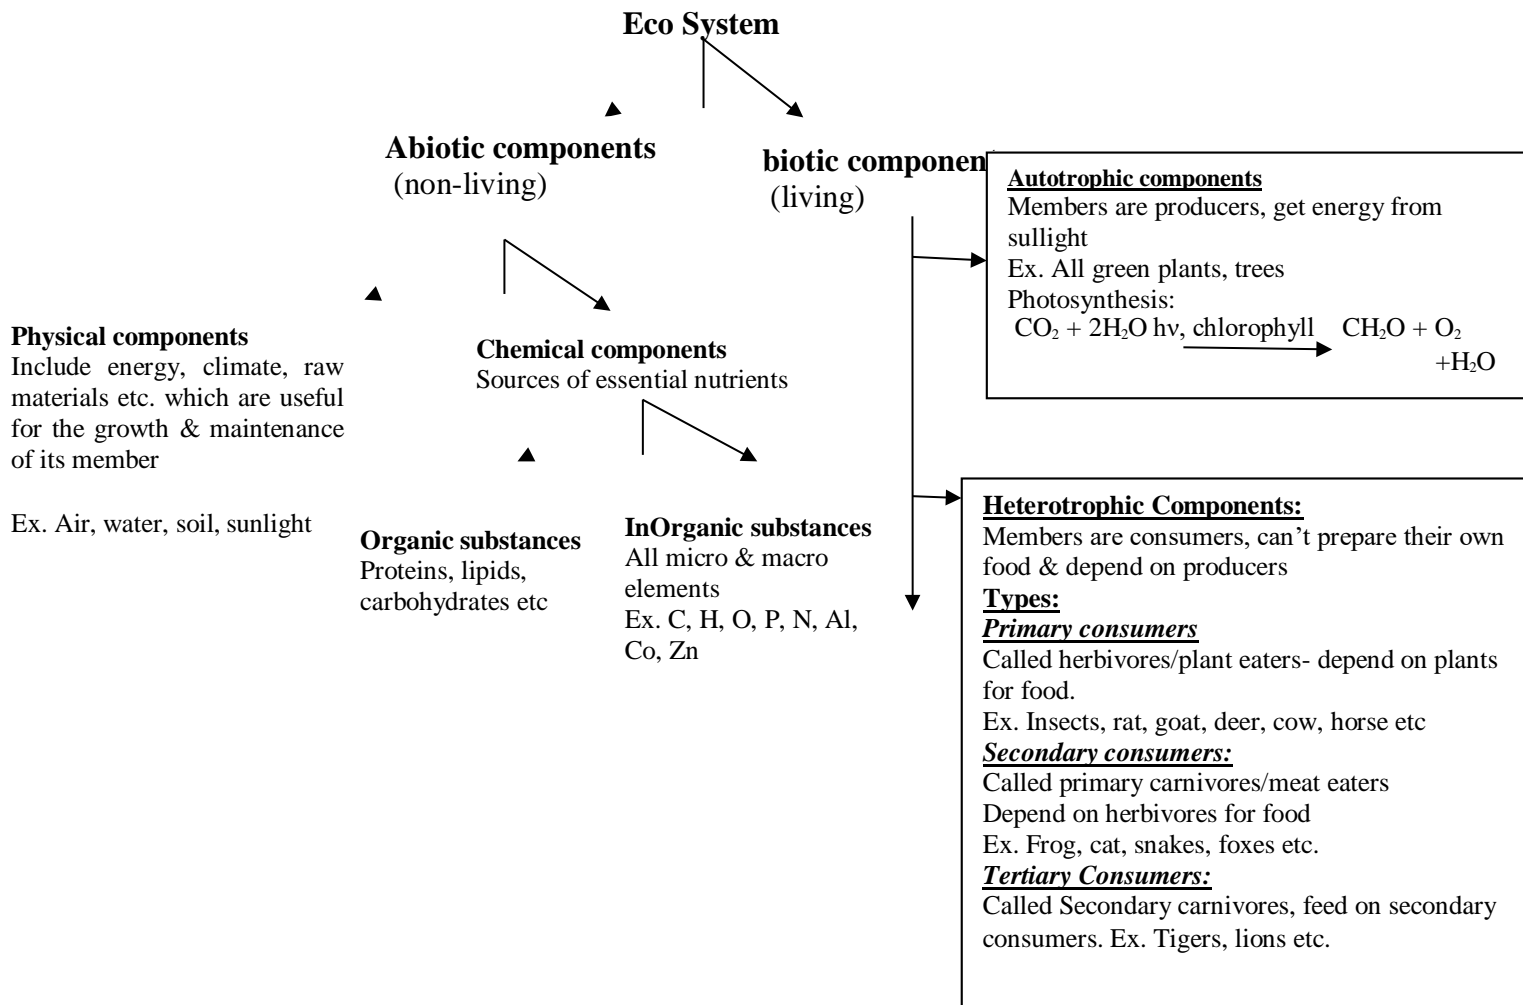 Eco System
Abiotic components
(non-living)
biotic componen
(living)
Autotrophic components
Members are producers, get energy from
sullight
Ex. All green plants, trees
Photosynthesis:
CO₂ + 2H₂O hν, chlorophyll CH₂O + O₂
+H₂O
Physical components
Include energy, climate, raw
materials etc. which are useful
for the growth & maintenance
of its member
Ex. Air, water, soil, sunlight
Chemical components
Sources of essential nutrients
Organic substances
Proteins, lipids,
carbohydrates etc
InOrganic substances
All micro & macro
elements
Ex. C, H, O, P, N, Al,
Co, Zn
Heterotrophic Components:
Members are consumers, can’t prepare their own
food & depend on producers
Types:
Primary consumers
Called herbivores/plant eaters- depend on plants
for food.
Ex. Insects, rat, goat, deer, cow, horse etc
Secondary consumers:
Called primary carnivores/meat eaters
Depend on herbivores for food
Ex. Frog, cat, snakes, foxes etc.
Tertiary Consumers:
Called Secondary carnivores, feed on secondary
consumers. Ex. Tigers, lions etc.